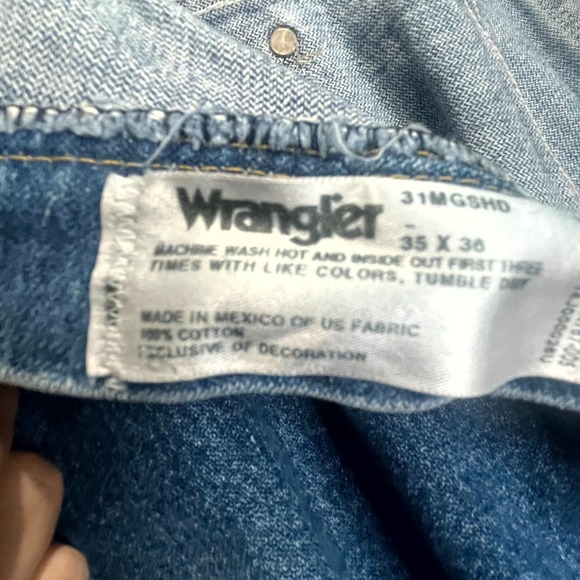 Wrangler 31MGSHD
35 X 36
MACHINE WASH HOT AND INSIDE OUT FIRST THREE
TIMES WITH LIKE COLORS, TUMBLE DRY
MADE IN MEXICO OF US FABRIC
100% COTTON
EXCLUSIVE OF DECORATION